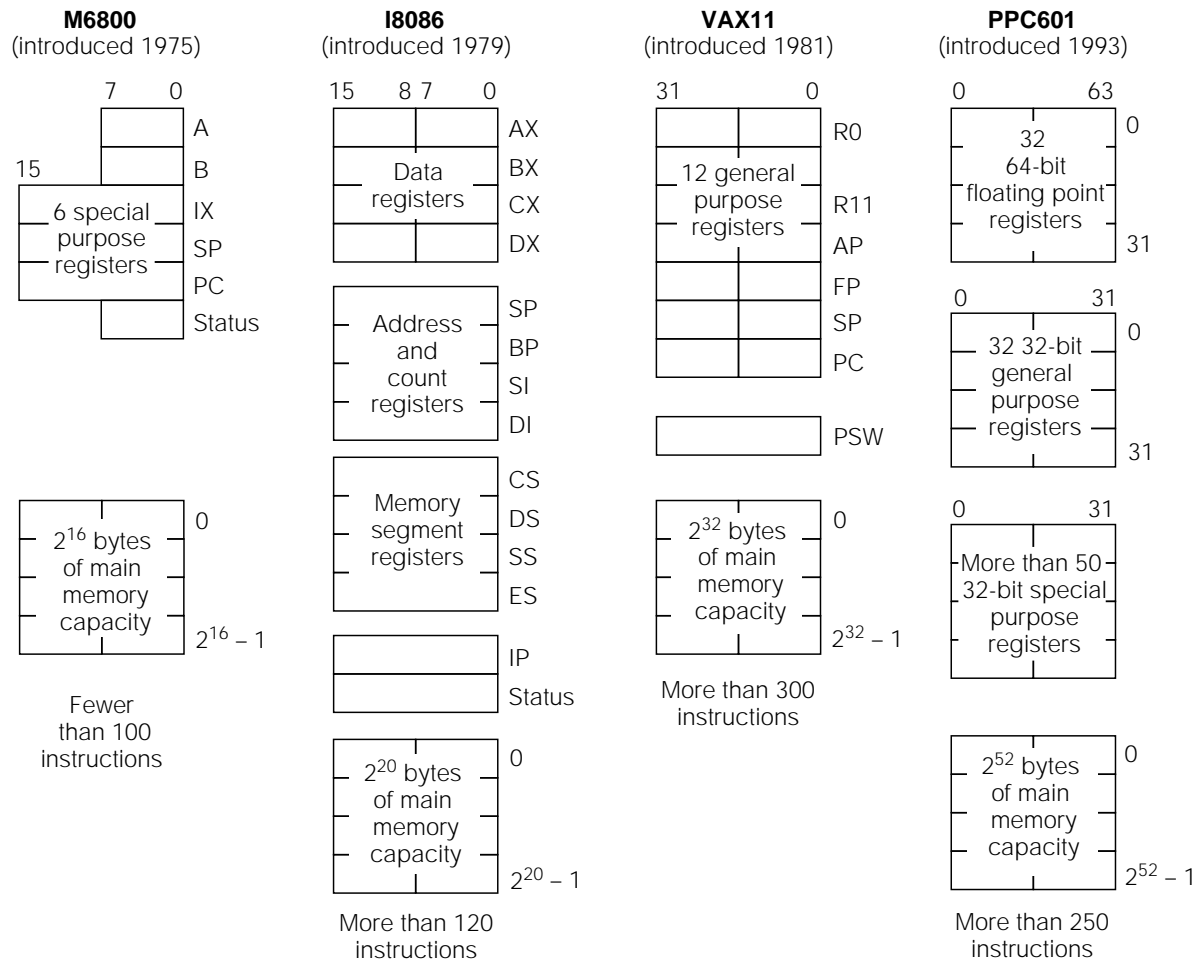 M6800
(introduced 1975)
7 0
A
B
15
IX
SP
PC
Status
6 special
purpose
registers
0
2^16 bytes
of main
memory
capacity
2^16 – 1
Fewer
than 100
instructions
I8086
(introduced 1979)
15 8 7 0
AX
BX
CX
DX
Data
registers
SP
BP
SI
DI
Address
and
count
registers
CS
DS
SS
ES
Memory
segment
registers
IP
Status
0
2^20 bytes
of main
memory
capacity
2^20 – 1
More than 120
instructions
VAX11
(introduced 1981)
31 0
R0
12 general
purpose
registers
R11
AP
FP
SP
PC
PSW
0
2^32 bytes
of main
memory
capacity
2^32 – 1
More than 300
instructions
PPC601
(introduced 1993)
0 63
0
32
64-bit
floating point
registers
31
0 31
0
32 32-bit
general
purpose
registers
31
0 31
More than 50
32-bit special
purpose
registers
0
2^52 bytes
of main
memory
capacity
2^52 – 1
More than 250
instructions